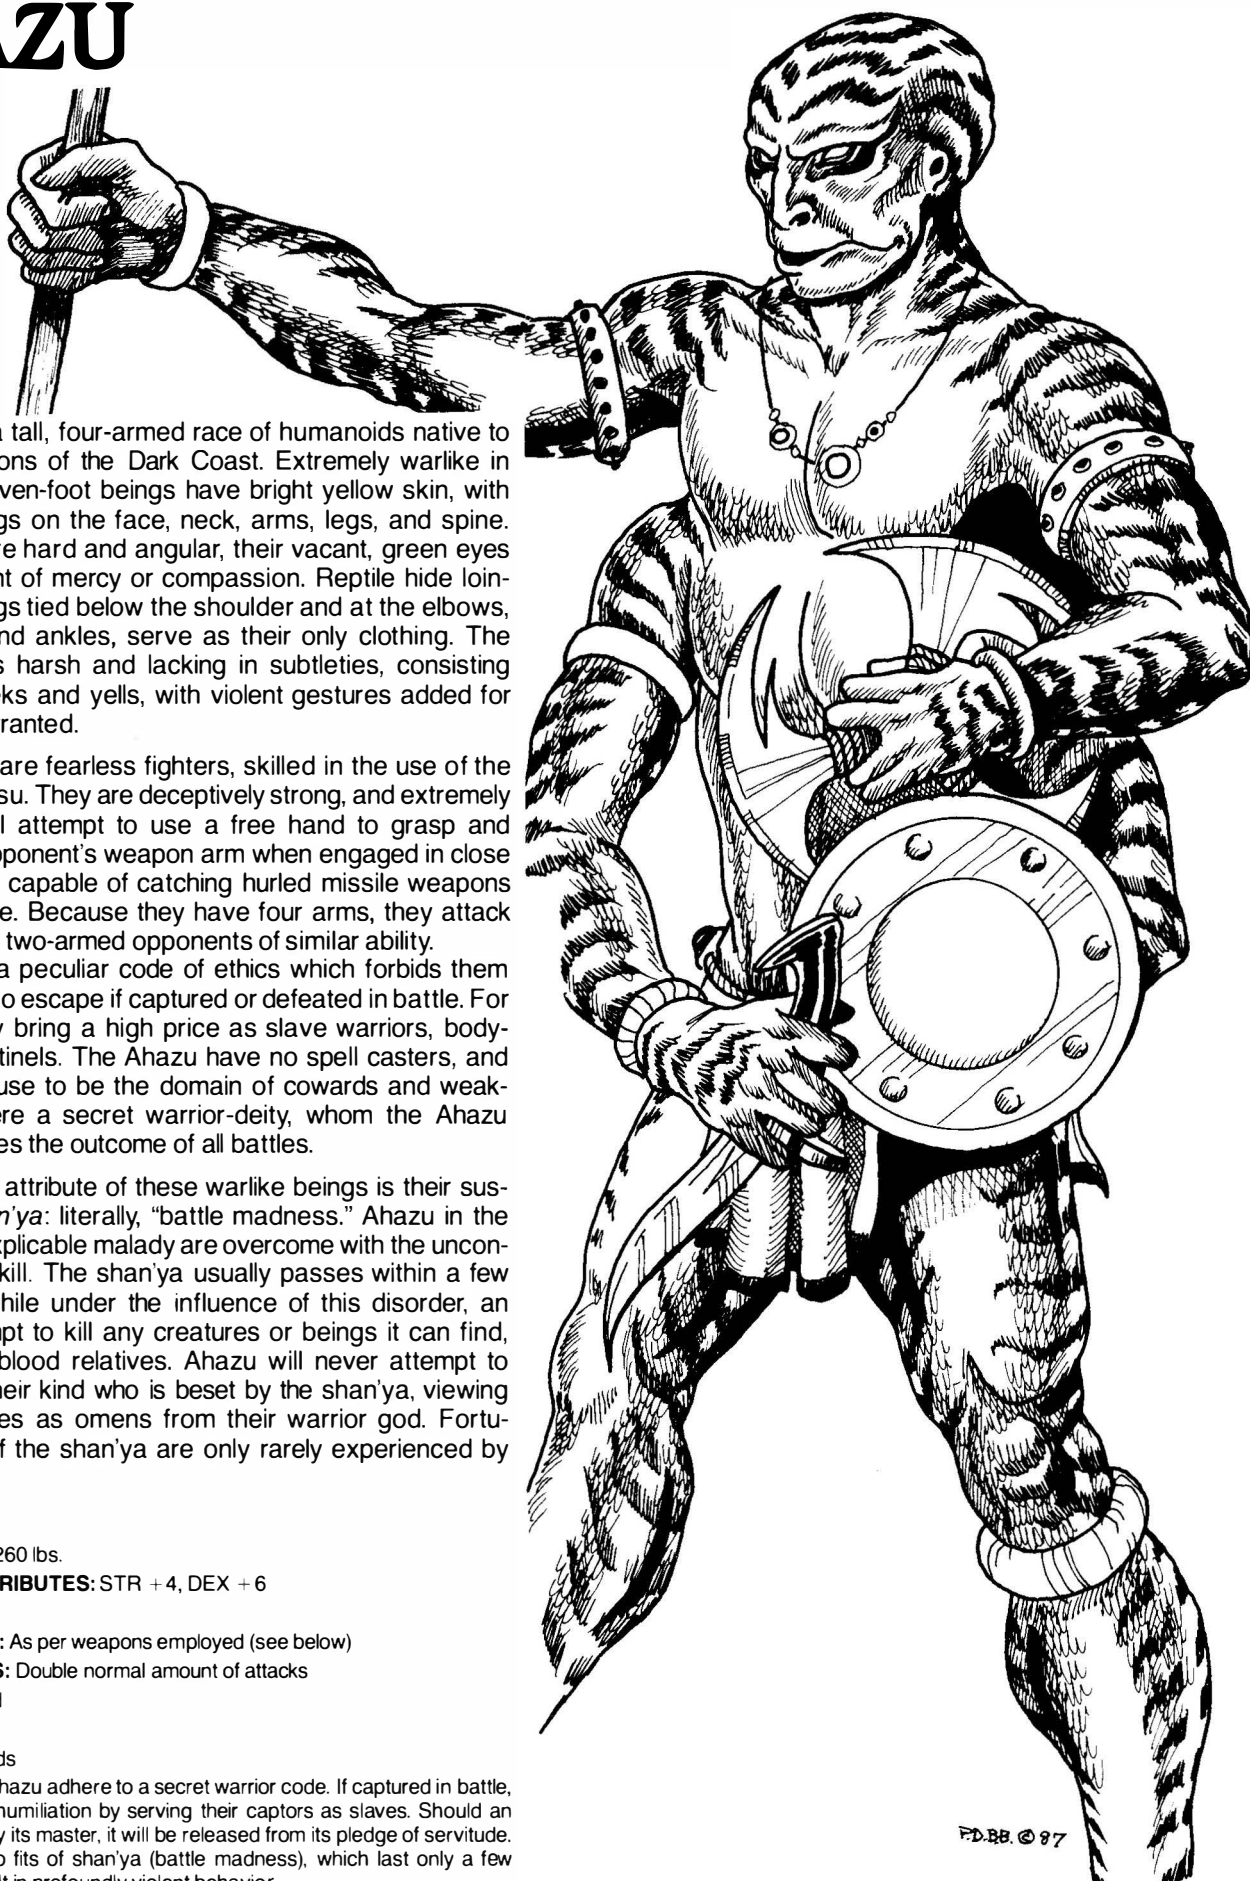 AZU
a tall, four-armed race of humanoids native to
ons of the Dark Coast. Extremely warlike in
ven-foot beings have bright yellow skin, with
gs on the face, neck, arms, legs, and spine.
re hard and angular, their vacant, green eyes
nt of mercy or compassion. Reptile hide loin-
gs tied below the shoulder and at the elbows,
nd ankles, serve as their only clothing. The
s harsh and lacking in subtleties, consisting
eks and yells, with violent gestures added for
ranted.
are fearless fighters, skilled in the use of the
su. They are deceptively strong, and extremely
l attempt to use a free hand to grasp and
pponent's weapon arm when engaged in close
capable of catching hurled missile weapons
e. Because they have four arms, they attack
two-armed opponents of similar ability.
a peculiar code of ethics which forbids them
o escape if captured or defeated in battle. For
y bring a high price as slave warriors, body-
tinels. The Ahazu have no spell casters, and
use to be the domain of cowards and weak-
ere a secret warrior-deity, whom the Ahazu
es the outcome of all battles.
attribute of these warlike beings is their sus-
n'ya: literally, “battle madness.” Ahazu in the
xplicable malady are overcome with the uncon-
kill. The shan'ya usually passes within a few
hile under the influence of this disorder, an
mpt to kill any creatures or beings it can find,
blood relatives. Ahazu will never attempt to
heir kind who is beset by the shan'ya, viewing
es as omens from their warrior god. Fortu-
f the shan'ya are only rarely experienced by
260 lbs.
RIBUTES: STR +4, DEX +6
: As per weapons employed (see below)
S: Double normal amount of attacks
l
ds
hazu adhere to a secret warrior code. If captured in battle,
humiliation by serving their captors as slaves. Should an
y its master, it will be released from its pledge of servitude.
o fits of shan'ya (battle madness), which last only a few
lt in profoundly violent behavior.
P.D.BB. © 87